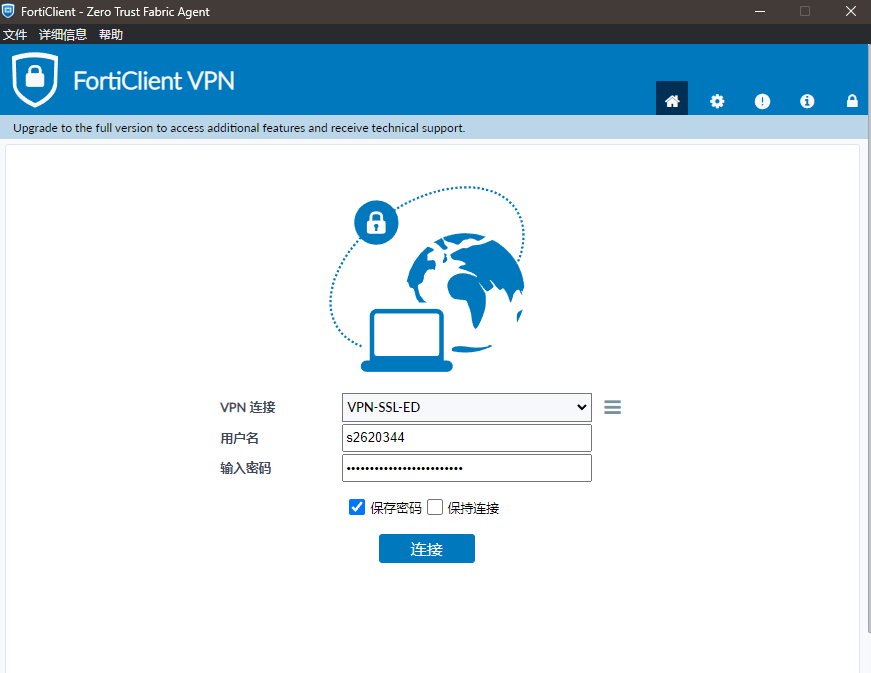 FortiClient - Zero Trust Fabric Agent
文件 详细信息 帮助
FortiClient VPN
Upgrade to the full version to access additional features and receive technical support.
VPN 连接 VPN-SSL-ED
用户名 s2620344
输入密码 •••••••••••••••••••••••••
保存密码 保持连接
连接